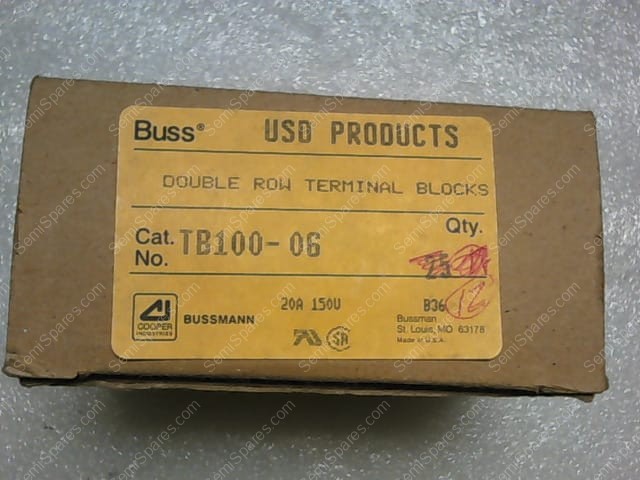 Buss® USD PRODUCTS
DOUBLE ROW TERMINAL BLOCKS
Cat. No. TB100-06
Qty.
25
12
COOPER INDUSTRIES
BUSSMANN
20A 150V
B36
Bussman
St. Louis, MO 63178
Made in U.S.A.
SemiSpares.com